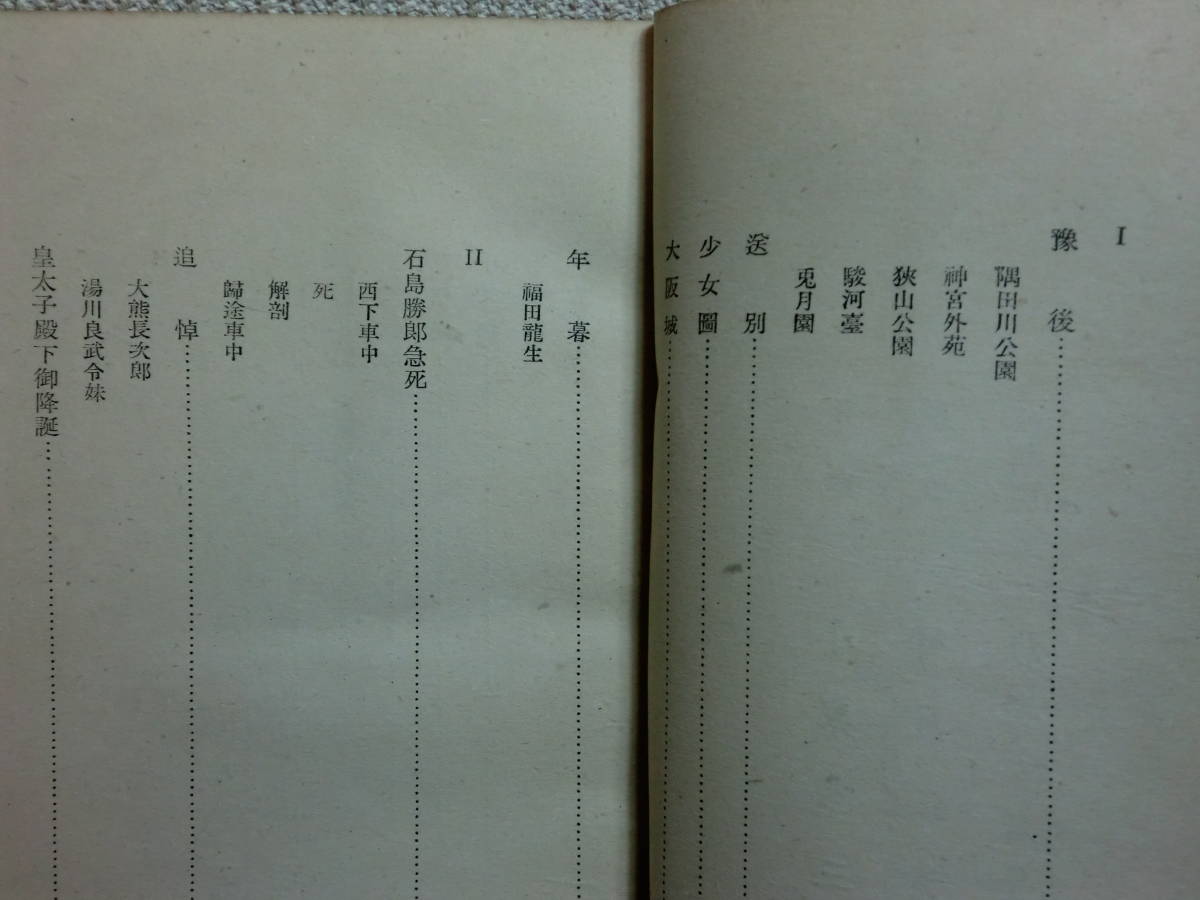 I
豫後
隅田川公園
神宮外苑
狹山公園
駿河臺
兎月園
送別
少女圖
大阪城
年暮
福田龍生
II
石島勝郎急死
西下車中
死
解剖
歸途車中
追悼
大熊長次郎
湯川良武令妹
皇太子殿下御降誕